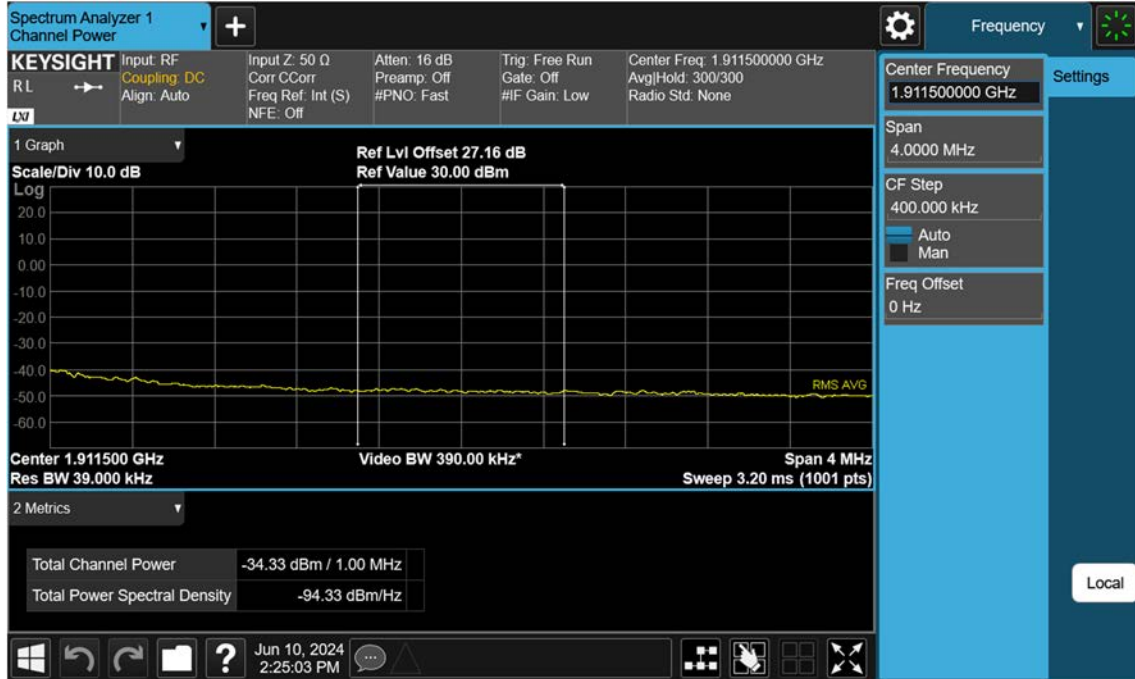 Spectrum Analyzer 1
Channel Power
Frequency
KEYSIGHT
R L
LXI
Input: RF
Coupling: DC
Align: Auto
Input Z: 50 Ω
Corr CCorr
Freq Ref: Int (S)
NFE: Off
Atten: 16 dB
Preamp: Off
#PNO: Fast
Trig: Free Run
Gate: Off
#IF Gain: Low
Center Freq: 1.911500000 GHz
Avg|Hold: 300/300
Radio Std: None
Center Frequency
1.911500000 GHz
Settings
Span
4.0000 MHz
CF Step
400.000 kHz
Auto
Man
Freq Offset
0 Hz
Local
1 Graph
Scale/Div 10.0 dB
Ref Lvl Offset 27.16 dB
Ref Value 30.00 dBm
Log
20.0
10.0
0.00
-10.0
-20.0
-30.0
-40.0
-50.0
-60.0
RMS AVG
Center 1.911500 GHz
Video BW 390.00 kHz*
Span 4 MHz
Res BW 39.000 kHz
Sweep 3.20 ms (1001 pts)
2 Metrics
Total Channel Power -34.33 dBm / 1.00 MHz
Total Power Spectral Density -94.33 dBm/Hz
?
Jun 10, 2024
2:25:03 PM